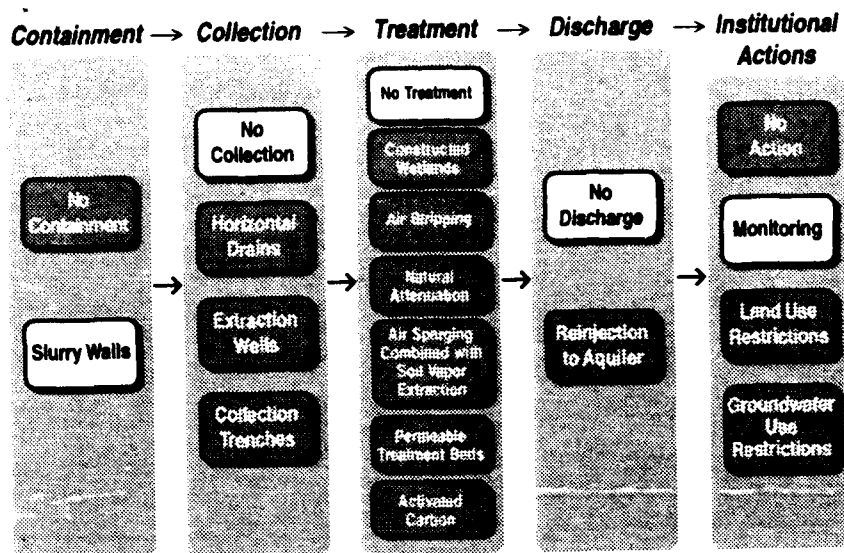 Containment → Collection → Treatment → Discharge → Institutional
Actions
No
Containment
Slurry Walls
No
Collection
Horizontal
Drains
Extraction
Wells
Collection
Trenches
No Treatment
Constructed
Wetlands
Air Stripping
Natural
Attenuation
Air Sparging
Combined with
Soil Vapor
Extraction
Permeable
Treatment Beds
Activated
Carbon
No
Discharge
Reinjection
to Aquifer
No
Action
Monitoring
Land Use
Restrictions
Groundwater
Use
Restrictions